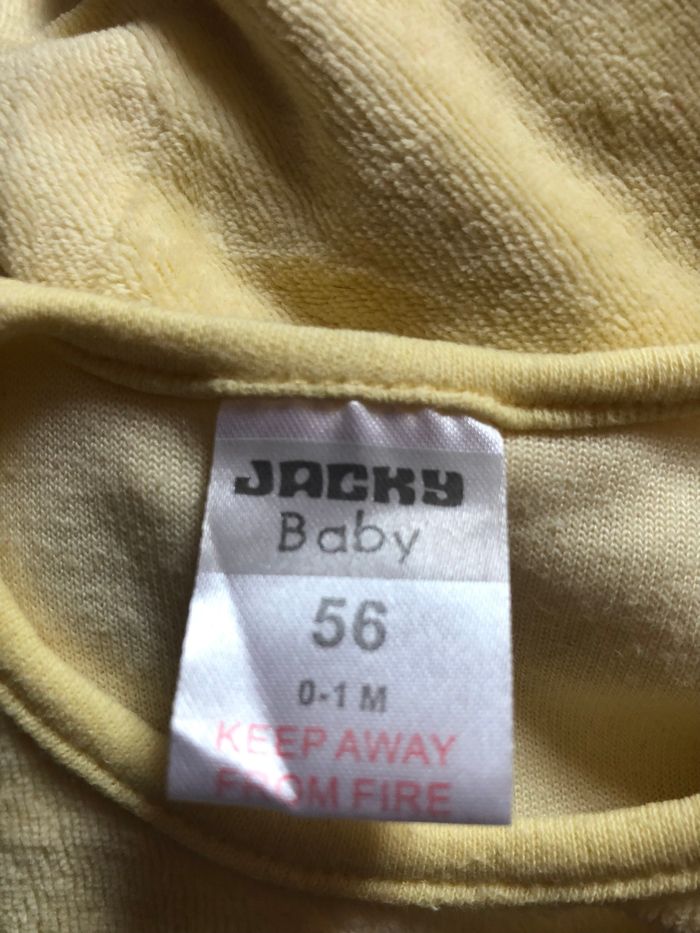 JACKY
Baby
56
0-1 M
KEEP AWAY
FROM FIRE